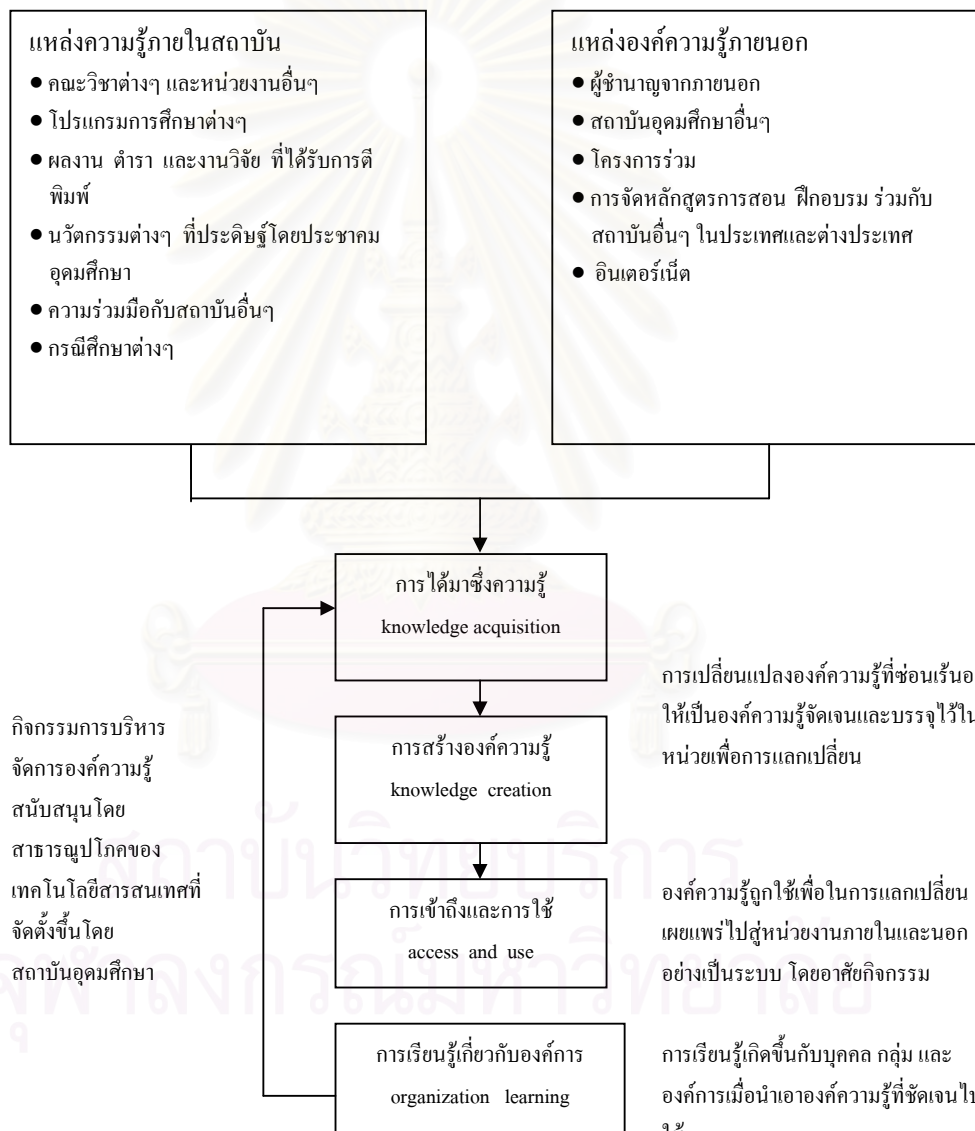 แหล่งความรู้ภายในสถาบัน
● คณะวิชาต่างๆ และหน่วยงานอื่นๆ
● โปรแกรมการศึกษาต่างๆ
● ผลงาน ตำรา และงานวิจัย ที่ได้รับการตี
พิมพ์
● นวัตกรรมต่างๆ ที่ประดิษฐ์โดยประชาคม
อุดมศึกษา
● ความร่วมมือกับสถาบันอื่นๆ
● กรณีศึกษาต่างๆ
แหล่งองค์ความรู้ภายนอก
● ผู้ชำนาญจากภายนอก
● สถาบันอุดมศึกษาอื่นๆ
● โครงการร่วม
● การจัดหลักสูตรการสอน ฝึกอบรม ร่วมกับ
สถาบันอื่นๆ ในประเทศและต่างประเทศ
● อินเตอร์เน็ต
การได้มาซึ่งความรู้
knowledge acquisition
การเปลี่ยนแปลงองค์ความรู้ที่ซ่อนเร้น
ให้เป็นองค์ความรู้จัดเจนและบรรจุไว้ใน
หน่วยเพื่อการแลกเปลี่ยน
การสร้างองค์ความรู้
knowledge creation
กิจกรรมการบริหาร
จัดการองค์ความรู้
สนับสนุนโดย
สาธารณูปโภคของ
เทคโนโลยีสารสนเทศที่
จัดตั้งขึ้นโดย
สถาบันอุดมศึกษา
การเข้าถึงและการใช้
access and use
องค์ความรู้ถูกใช้เพื่อในการแลกเปลี่ยน
เผยแพร่ไปสู่หน่วยงานภายในและนอก
อย่างเป็นระบบ โดยอาศัยกิจกรรม
การเรียนรู้เกี่ยวกับองค์การ
organization learning
การเรียนรู้เกิดขึ้นกับบุคคล กลุ่ม และ
องค์การเมื่อนำเอาองค์ความรู้ที่ชัดเจนไป
สถาบันวิทยบริการ
จุฬาลงกรณ์มหาวิทยาลัย